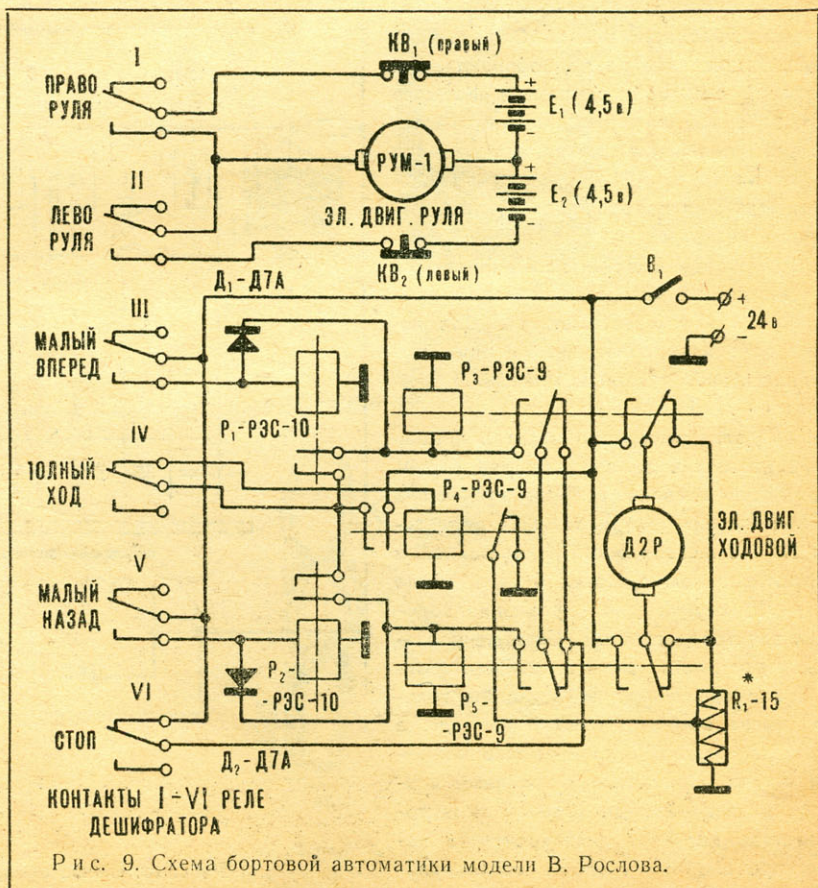 I
ПРАВО
РУЛЯ
КВ₁ (правый)
+
E₁ (4,5в)
-
РУМ-1
II
ЛЕВО
РУЛЯ
+
E₂ (4,5в)
-
ЭЛ. ДВИГ. РУЛЯ
КВ₂ (левый)
Д₁-Д7А
В₁
+
24в
-
III
МАЛЫЙ
ВПЕРЕД
Р₁-РЭС-10
Р₃-РЭС-9
IV
ПОЛНЫЙ
ХОД
Р₄-РЭС-9
Д2Р
ЭЛ. ДВИГ
ХОДОВОЙ
V
МАЛЫЙ
НАЗАД
Р₂-
-РЭС-10
Р₅-
-РЭС-9
*
R₁-15
VI
СТОП
Д₂-Д7А
КОНТАКТЫ I-VI РЕЛЕ
ДЕШИФРАТОРА
Рис. 9. Схема бортовой автоматики модели В. Рослова.